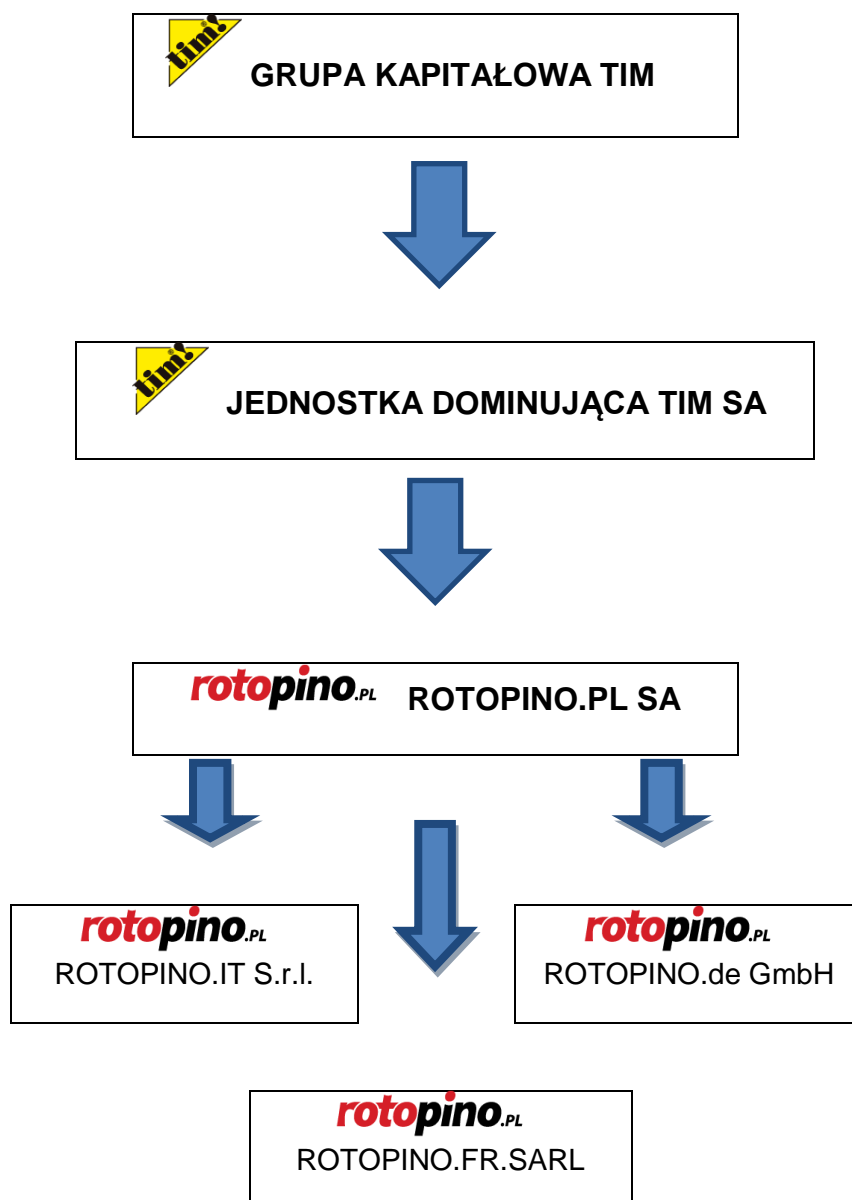 tim!
GRUPA KAPITAŁOWA TIM
tim!
JEDNOSTKA DOMINUJĄCA TIM SA
rotopino.PL ROTOPINO.PL SA
rotopino.PL
ROTOPINO.IT S.r.l.
rotopino.PL
ROTOPINO.de GmbH
rotopino.PL
ROTOPINO.FR.SARL